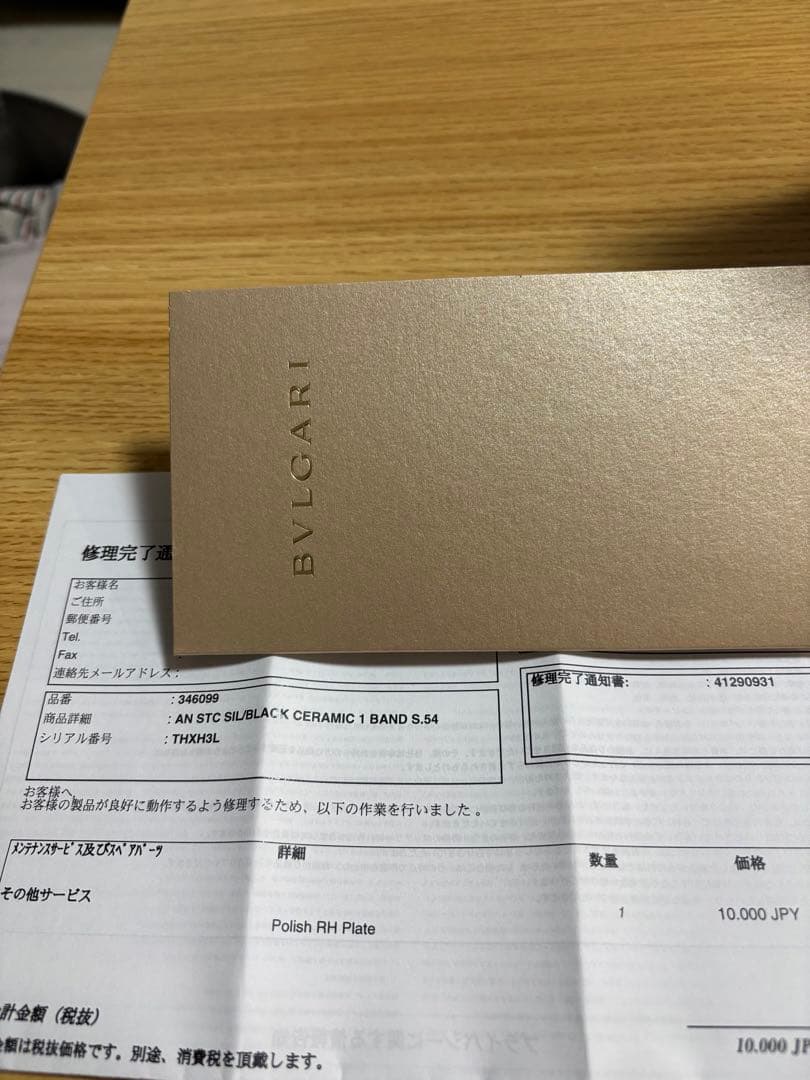 BVLGARI
修理完了通
お客様名
ご住所
郵便番号
Tel.
Fax
連絡先メールアドレス :
修理完了通知書: : 41290931
品番 : 346099
商品詳細 : AN STC SIL/BLACK CERAMIC 1 BAND S.54
シリアル番号 : THXH3L
お客様へ、
お客様の製品が良好に動作するよう修理するため、以下の作業を行いました 。
ﾒﾝﾃﾅﾝｽｻｰﾋﾞｽ及びｽﾍﾟｱﾊﾟｰﾂ 詳細 数量 価格
その他サービス
Polish RH Plate 1 10.000 JPY
計金額（税抜） 10.000 JP
額は税抜価格です。別途、消費税を頂戴します。